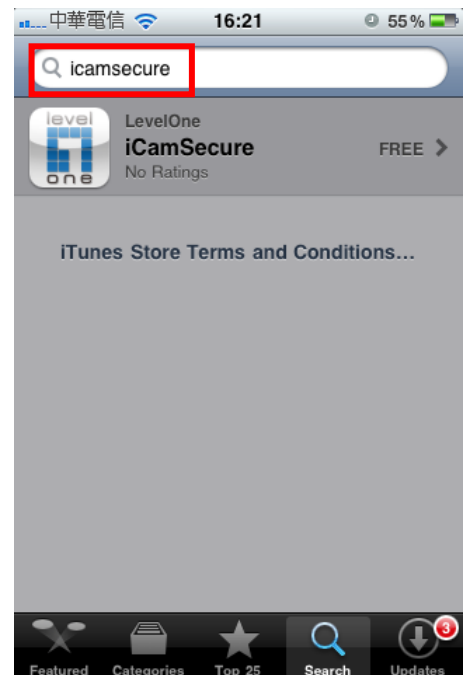 中華電信 16:21 55%
icamsecure
level
one
LevelOne
iCamSecure
FREE
No Ratings
iTunes Store Terms and Conditions...
3
Featured Categories Top 25 Search Updates